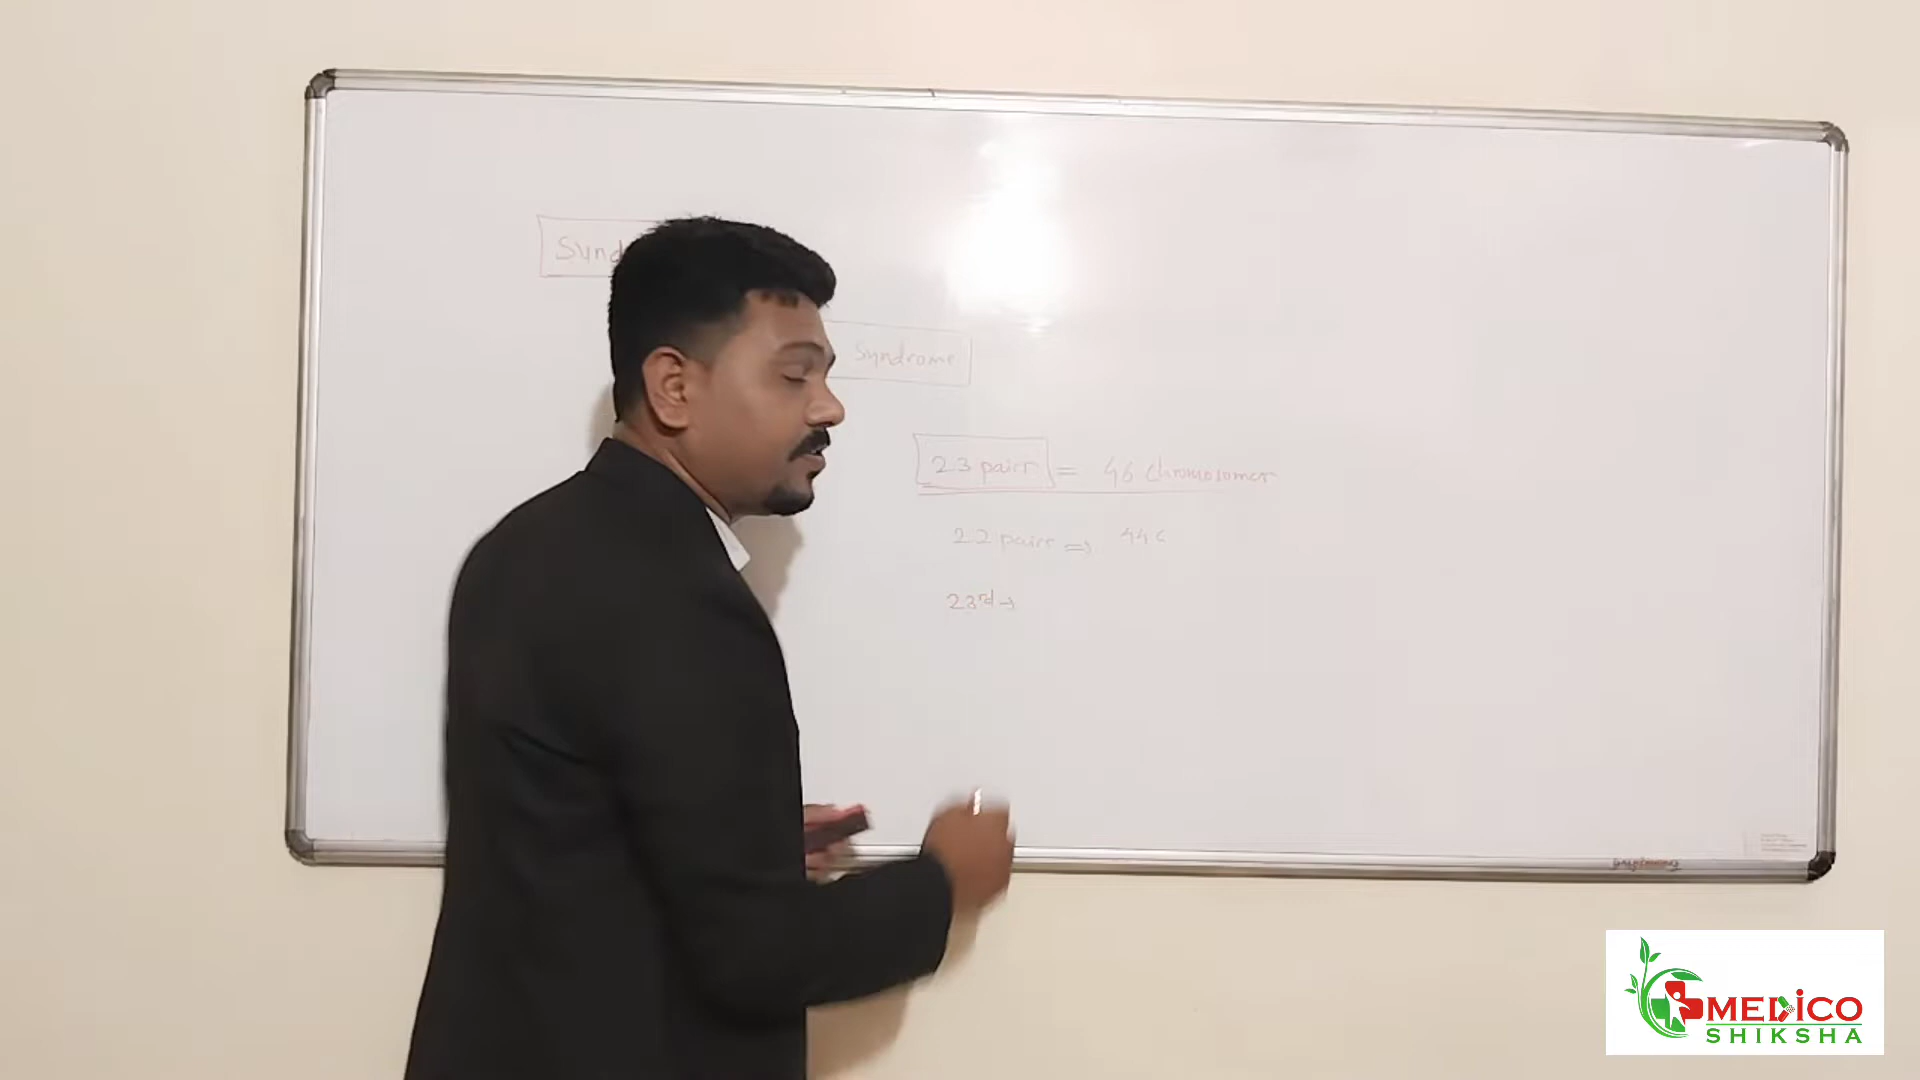 Synd
Syndrome
23 pairs = 46 chromosomes
22 pairs => 44 c
23rd →
MEDICO
SHIKSHA